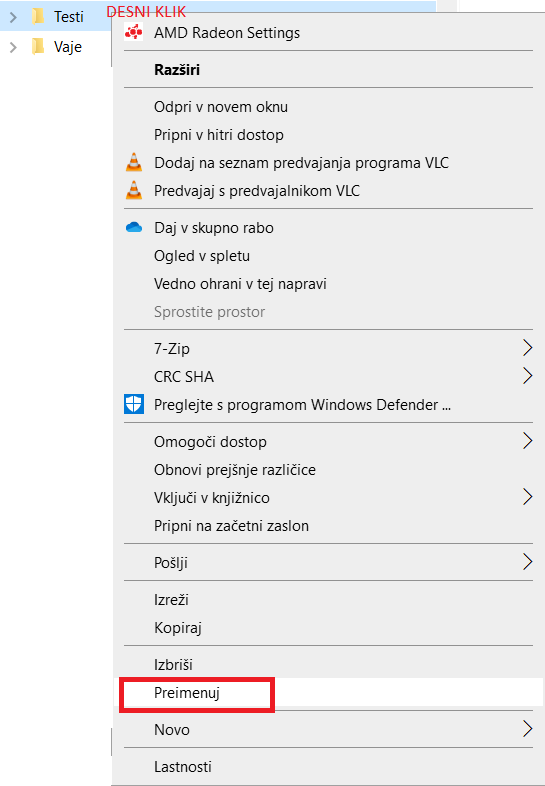 Testi
DESNI KLIK
Vaje
AMD Radeon Settings
Razširi
Odpri v novem oknu
Pripni v hitri dostop
Dodaj na seznam predvajanja programa VLC
Predvajaj s predvajalnikom VLC
Daj v skupno rabo
Ogled v spletu
Vedno ohrani v tej napravi
Sprostite prostor
7-Zip
CRC SHA
Preglejte s programom Windows Defender ...
Omogoči dostop
Obnovi prejšnje različice
Vključi v knjižnico
Pripni na začetni zaslon
Pošlji
Izreži
Kopiraj
Izbriši
Preimenuj
Novo
Lastnosti